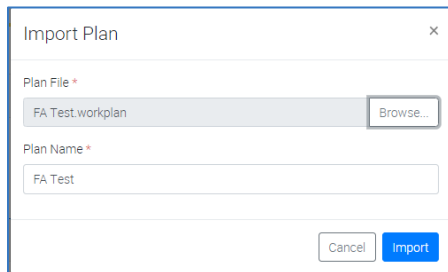 Import Plan ×
Plan File *
FA Test.workplan Browse...
Plan Name *
FA Test
Cancel Import